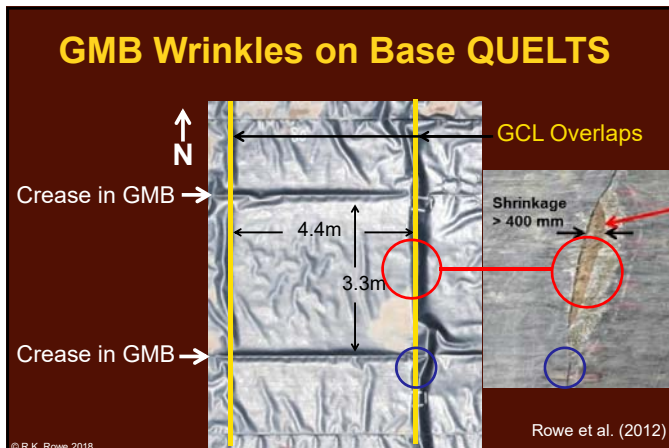 GMB Wrinkles on Base QUELTS
N
GCL Overlaps
Crease in GMB
Shrinkage
> 400 mm
4.4m
3.3m
Crease in GMB
© R.K. Rowe 2018
Rowe et al. (2012)